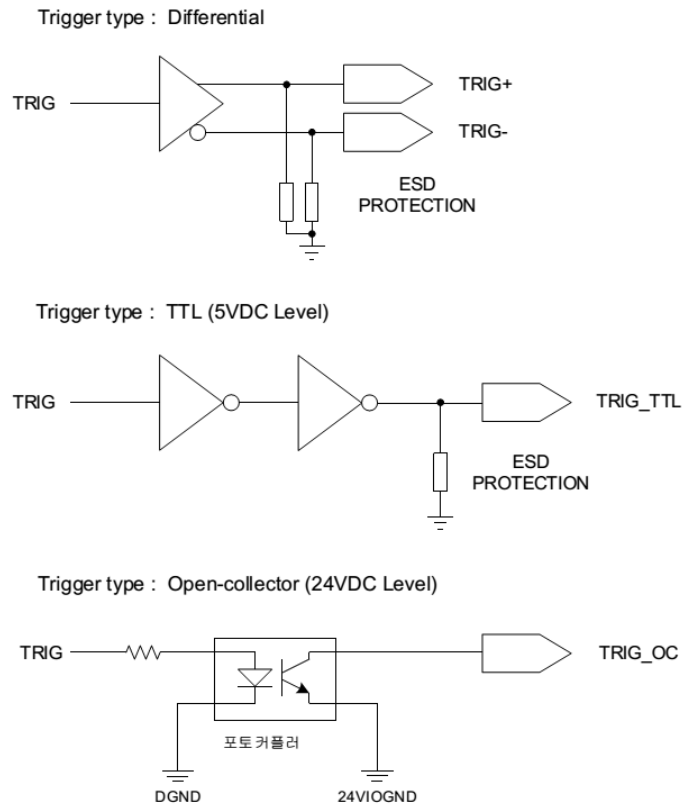 Trigger type : Differential
TRIG
TRIG+
TRIG-
ESD
PROTECTION
Trigger type : TTL (5VDC Level)
TRIG
TRIG_TTL
ESD
PROTECTION
Trigger type : Open-collector (24VDC Level)
TRIG
TRIG_OC
포토커플러
DGND
24VIOGND